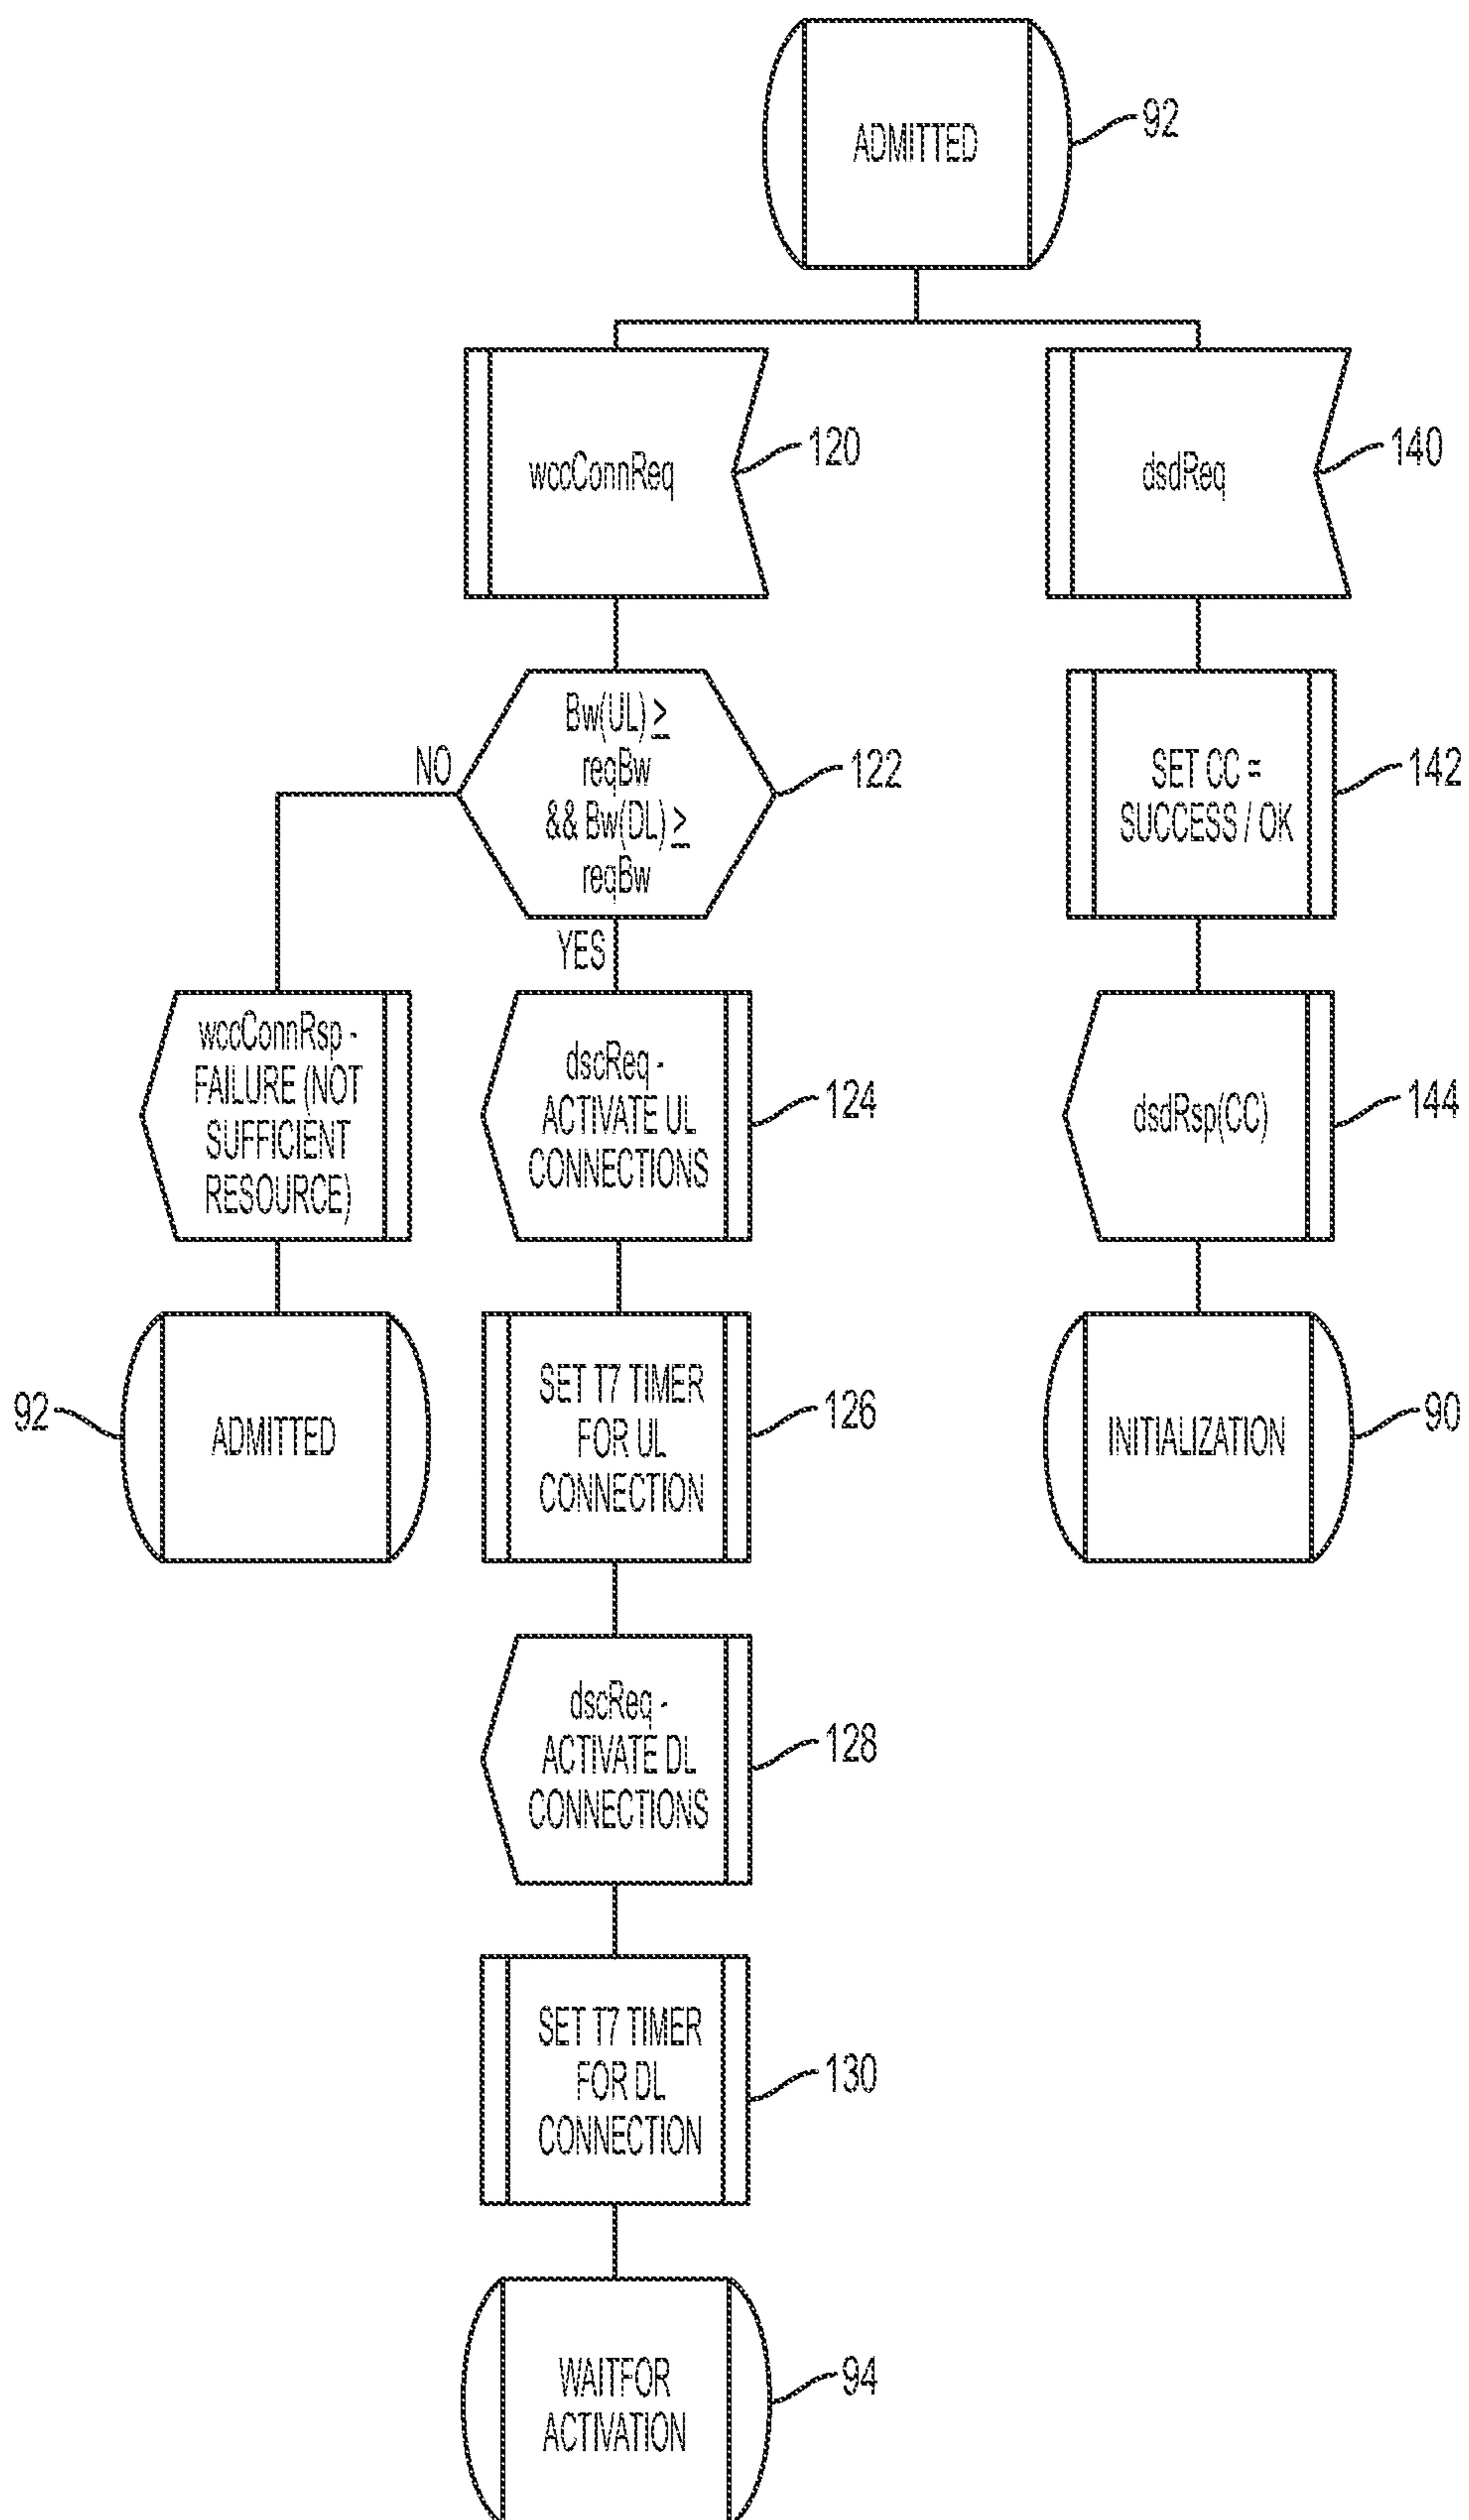 ADMITTED
92
wccConnReq
120
dsdReq
140
Bw(UL) ≥
reqBw
&& Bw(DL) ≥
reqBw
122
NO
YES
SET CC =
SUCCESS / OK
142
wccConnRsp -
FAILURE (NOT
SUFFICIENT
RESOURCE)
dscReq -
ACTIVATE UL
CONNECTIONS
124
dsdRsp(CC)
144
92
ADMITTED
SET T7 TIMER
FOR UL
CONNECTION
126
INITIALIZATION
90
dscReq -
ACTIVATE DL
CONNECTIONS
128
SET T7 TIMER
FOR DL
CONNECTION
130
WAITFOR
ACTIVATION
94